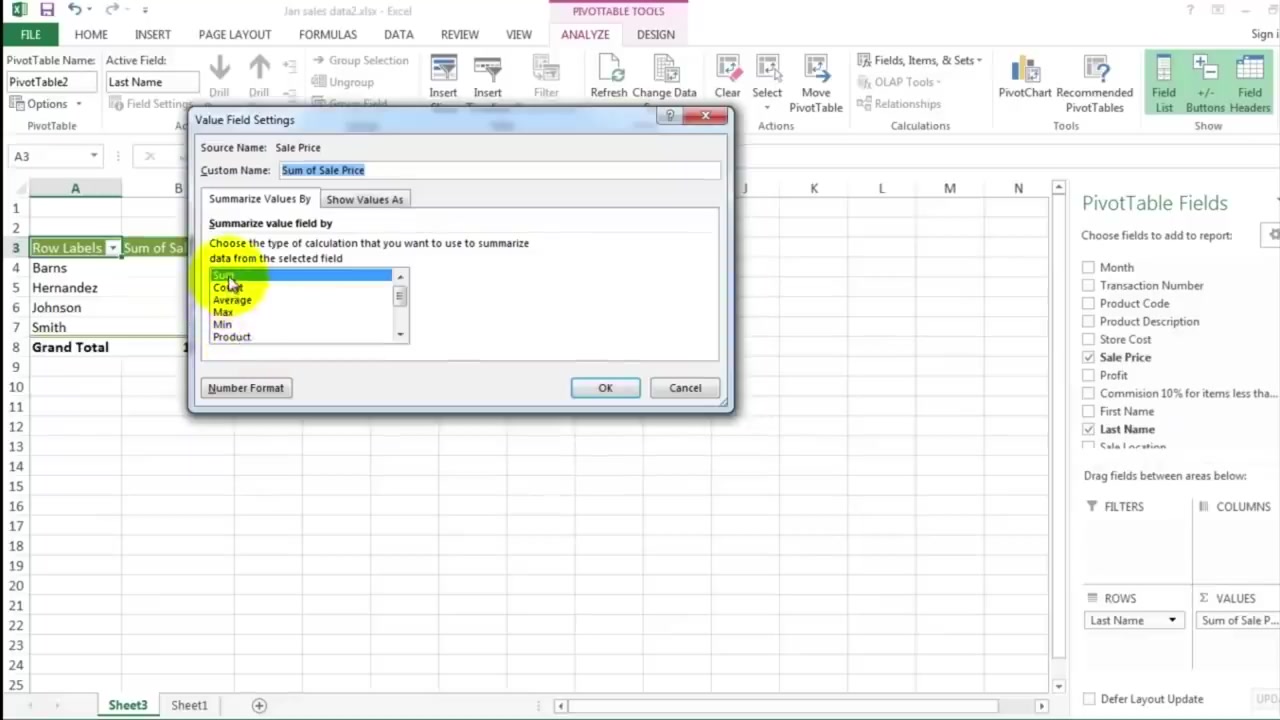 Jan sales data2.xlsx - Excel
PIVOTTABLE TOOLS
FILE HOME INSERT PAGE LAYOUT FORMULAS DATA REVIEW VIEW ANALYZE DESIGN Sign i
PivotTable Name:
PivotTable2
Options
PivotTable
Active Field:
Last Name
Field Settings
Drill
Drill
Group Selection
Ungroup
Group Field
Insert
Insert
Filter
Refresh
Change Data
Clear
Select
Move
PivotTable
Actions
Fields, Items, & Sets
OLAP Tools
Relationships
Calculations
PivotChart
Recommended
PivotTables
Tools
Field
List
+/-
Buttons
Field
Headers
Show
A3
A B J K L M N
1
2
3 Row Labels Sum of Sal
4 Barns
5 Hernandez
6 Johnson
7 Smith
8 Grand Total 1
9
10
11
12
13
14
15
16
17
18
19
20
21
22
23
24
25
Value Field Settings
Source Name: Sale Price
Custom Name: Sum of Sale Price
Summarize Values By Show Values As
Summarize value field by
Choose the type of calculation that you want to use to summarize
data from the selected field
Sum
Count
Average
Max
Min
Product
Number Format OK Cancel
PivotTable Fields
Choose fields to add to report:
Month
Transaction Number
Product Code
Product Description
Store Cost
Sale Price
Profit
Commision 10% for items less tha...
First Name
Last Name
Sale Location
Drag fields between areas below:
FILTERS COLUMNS
ROWS Σ VALUES
Last Name Sum of Sale P...
Defer Layout Update UPD
Sheet3 Sheet1